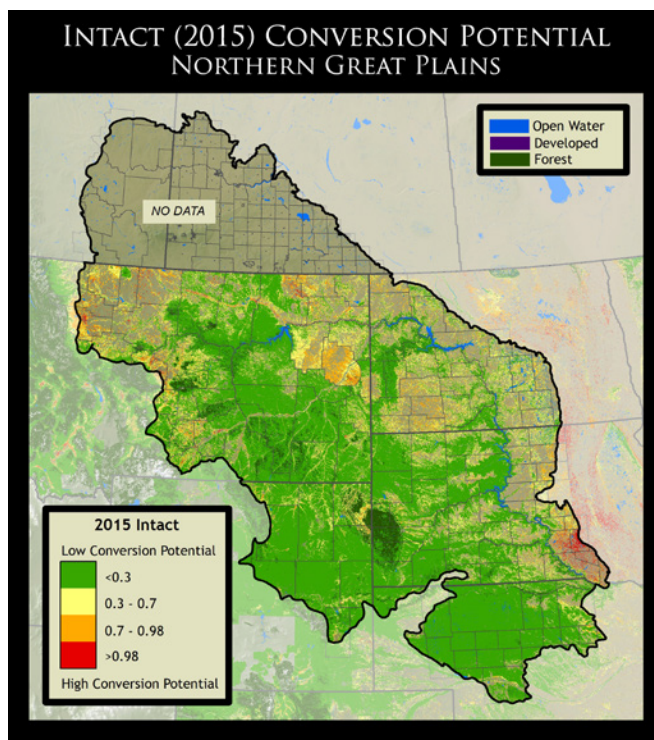 INTACT (2015) CONVERSION POTENTIAL
NORTHERN GREAT PLAINS
Open Water
Developed
Forest
NO DATA
2015 Intact
Low Conversion Potential
<0.3
0.3 - 0.7
0.7 - 0.98
>0.98
High Conversion Potential